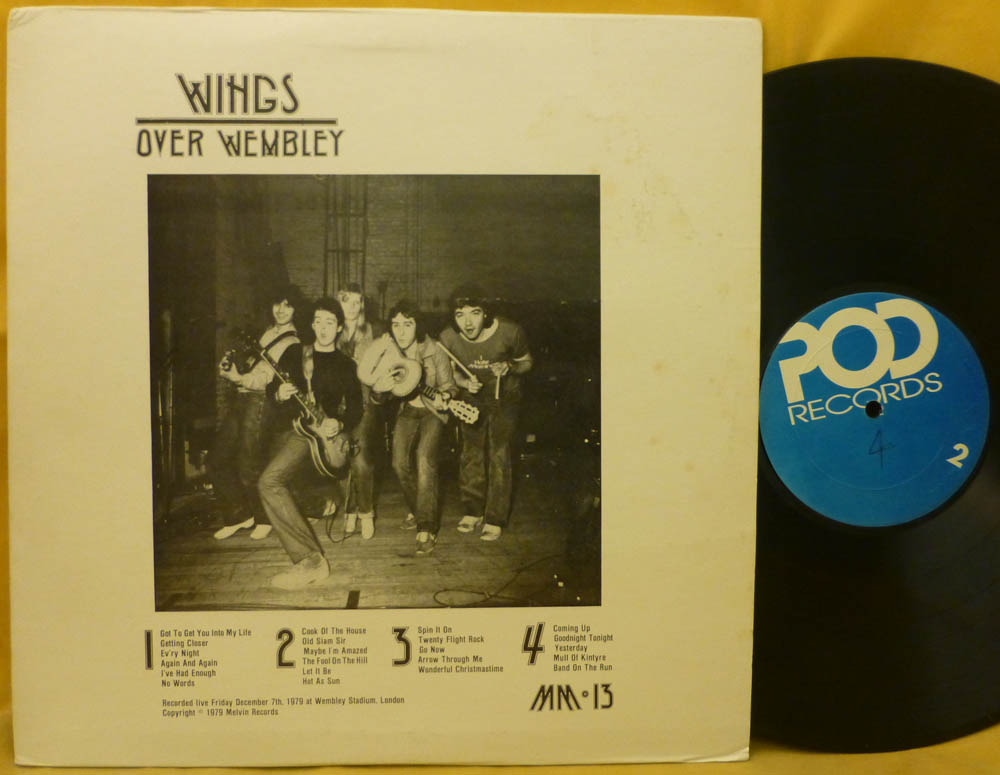 WINGS
OVER WEMBLEY
1
Got To Get You Into My Life
Getting Closer
Ev'ry Night
Again And Again
I've Had Enough
No Words
2
Cook Of The House
Old Siam Sir
Maybe I'm Amazed
The Fool On The Hill
Let It Be
Hot As Sun
3
Spin It On
Twenty Flight Rock
Go Now
Arrow Through Me
Wonderful Christmastime
4
Coming Up
Goodnight Tonight
Yesterday
Mull Of Kintyre
Band On The Run
Recorded live Friday December 7th, 1979 at Wembley Stadium, London
Copyright © 1979 Melvin Records
MM•13
POD
RECORDS
4
2